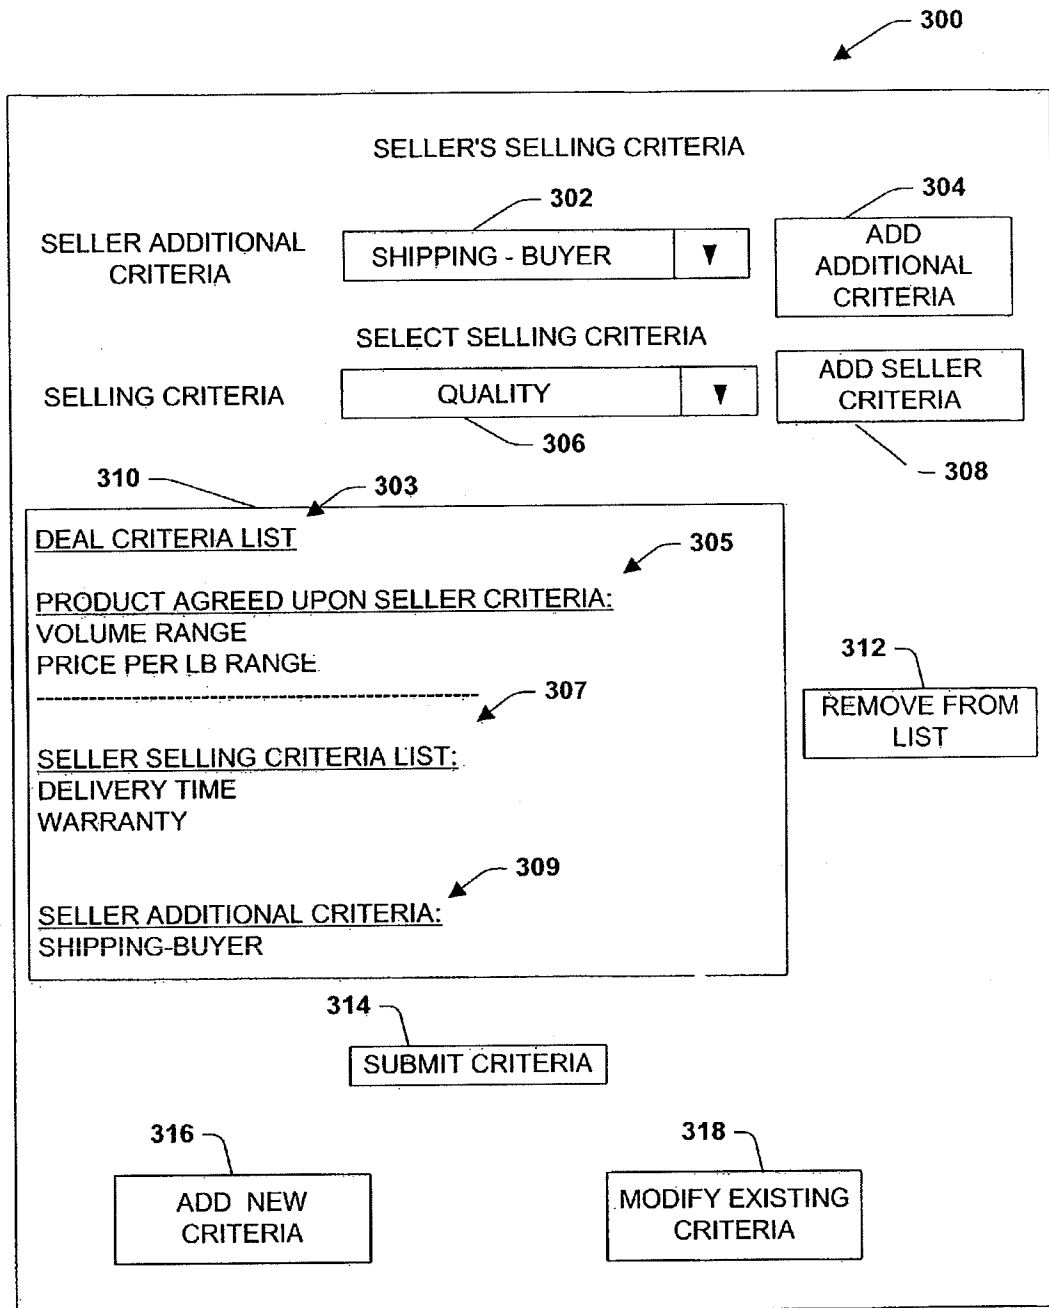 300
SELLER'S SELLING CRITERIA
302
304
SELLER ADDITIONAL
CRITERIA
SHIPPING - BUYER
ADD
ADDITIONAL
CRITERIA
SELECT SELLING CRITERIA
SELLING CRITERIA
QUALITY
ADD SELLER
CRITERIA
306
308
310
303
DEAL CRITERIA LIST
305
PRODUCT AGREED UPON SELLER CRITERIA:
VOLUME RANGE
PRICE PER LB RANGE
312
REMOVE FROM
LIST
307
SELLER SELLING CRITERIA LIST:
DELIVERY TIME
WARRANTY
309
SELLER ADDITIONAL CRITERIA:
SHIPPING-BUYER
314
SUBMIT CRITERIA
316
318
ADD NEW
CRITERIA
MODIFY EXISTING
CRITERIA